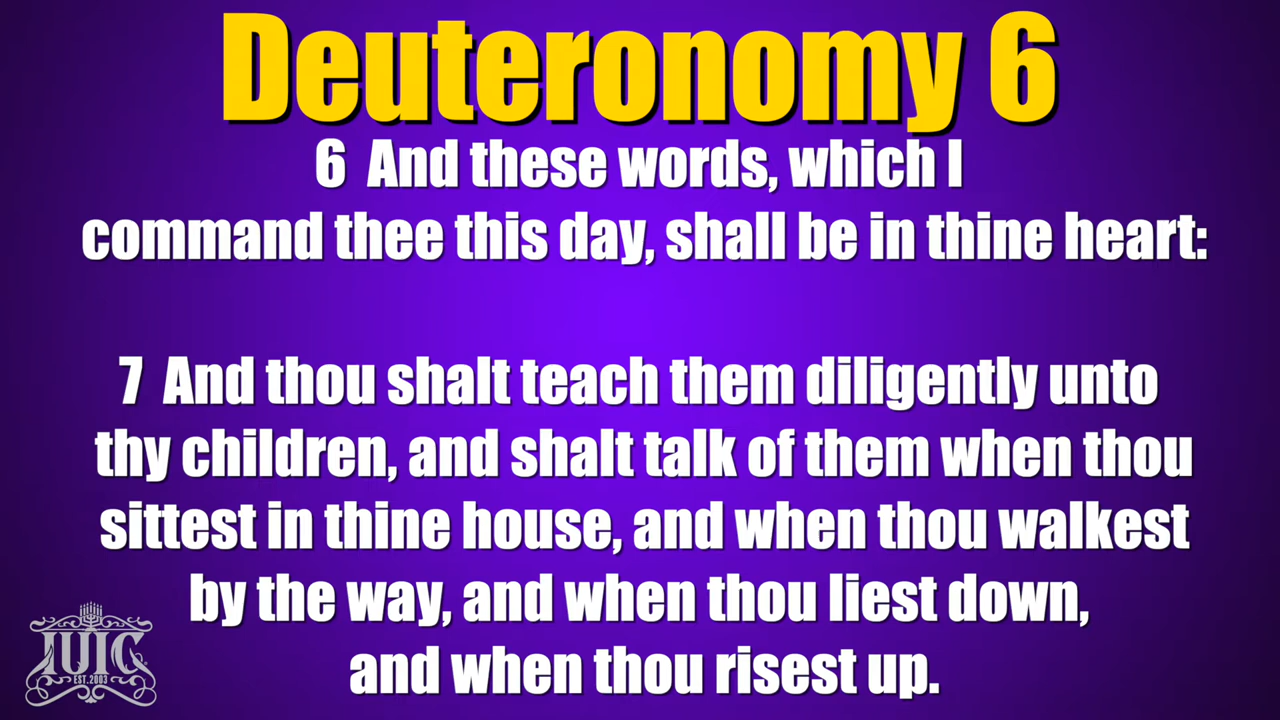 Deuteronomy 6
6 And these words, which I
command thee this day, shall be in thine heart:
7 And thou shalt teach them diligently unto
thy children, and shalt talk of them when thou
sittest in thine house, and when thou walkest
by the way, and when thou liest down,
and when thou risest up.
IUIC
EST. 2003